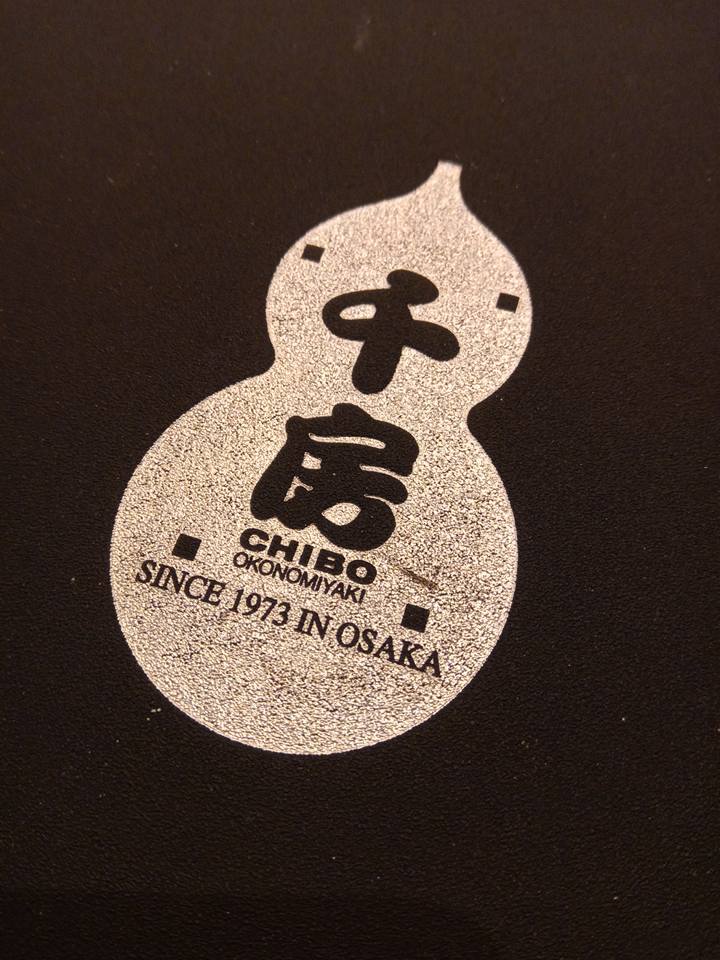 千
房
CHIBO
OKONOMIYAKI
SINCE 1973 IN OSAKA